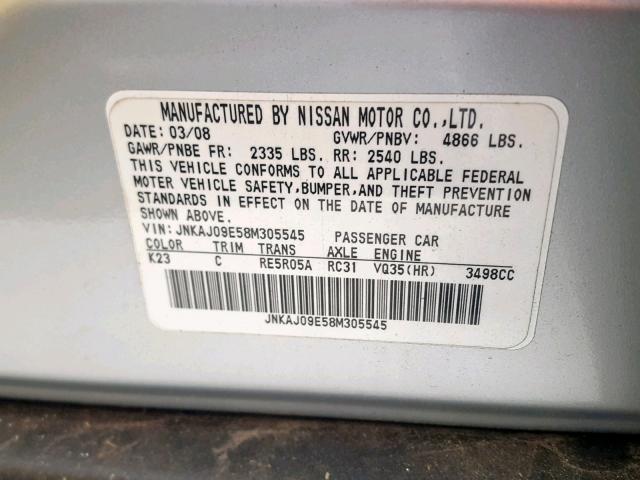 MANUFACTURED BY NISSAN MOTOR CO.,LTD.
DATE: 03/08 GVWR/PNBV: 4866 LBS.
GAWR/PNBE FR: 2335 LBS. RR: 2540 LBS.
THIS VEHICLE CONFORMS TO ALL APPLICABLE FEDERAL
MOTER VEHICLE SAFETY,BUMPER,AND THEFT PREVENTION
STANDARDS IN EFFECT ON THE DATE OF MANUFACTURE
SHOWN ABOVE.
VIN: JNKAJ09E58M305545 PASSENGER CAR
COLOR TRIM TRANS AXLE ENGINE
K23 C RE5R05A RC31 VQ35(HR) 3498CC
JNKAJ09E58M305545